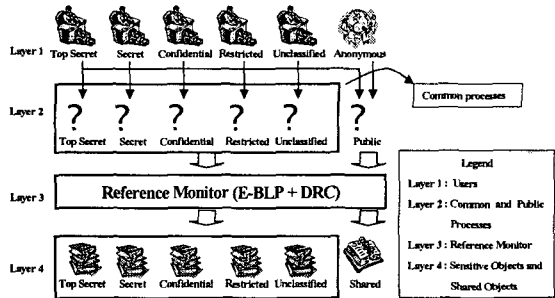 Layer 1
Top Secret Secret Confidential Restricted Unclassified Anonymous
Layer 2
? ? ? ? ? ?
Top Secret Secret Confidential Restricted Unclassified Public
Common processes
Layer 3
Reference Monitor (E-BLP + DRC)
Layer 4
Top Secret Secret Confidential Restricted Unclassified Shared
Legend
Layer 1 : Users
Layer 2 : Common and Public
Processes
Layer 3 : Reference Monitor
Layer 4 : Sensitive Objects and
Shared Objects